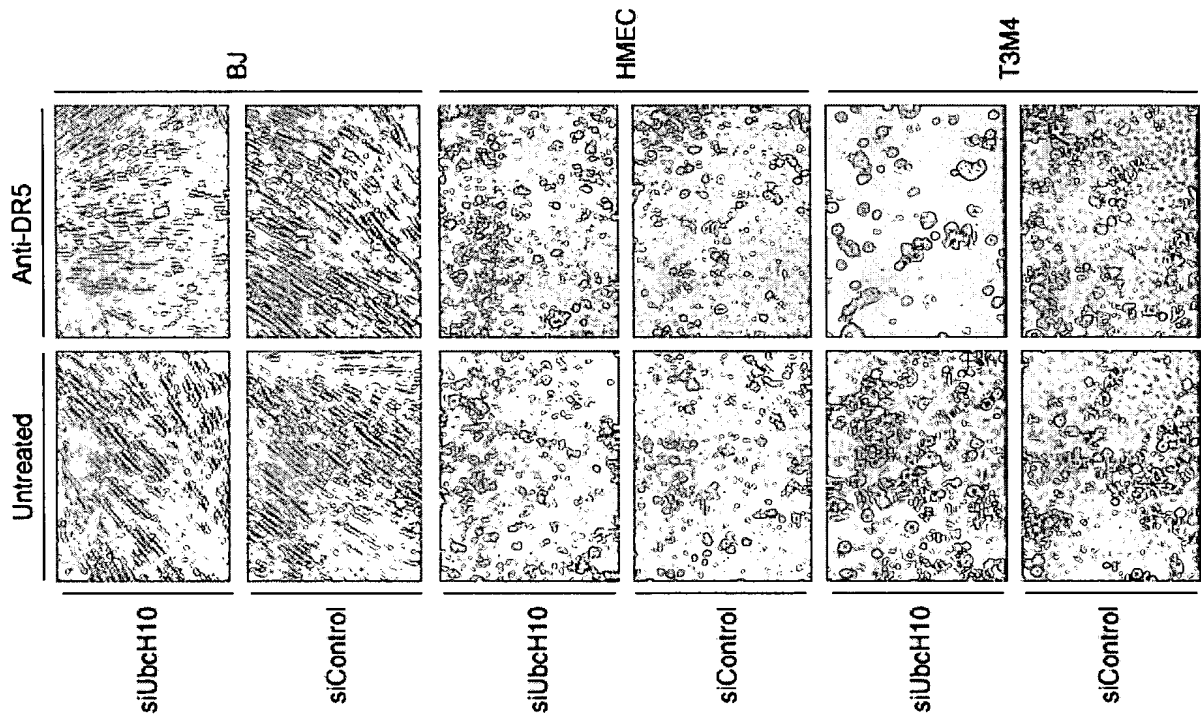 Untreated
Anti-DR5
siUbcH10
BJ
siControl
siUbcH10
HMEC
siControl
siUbcH10
T3M4
siControl